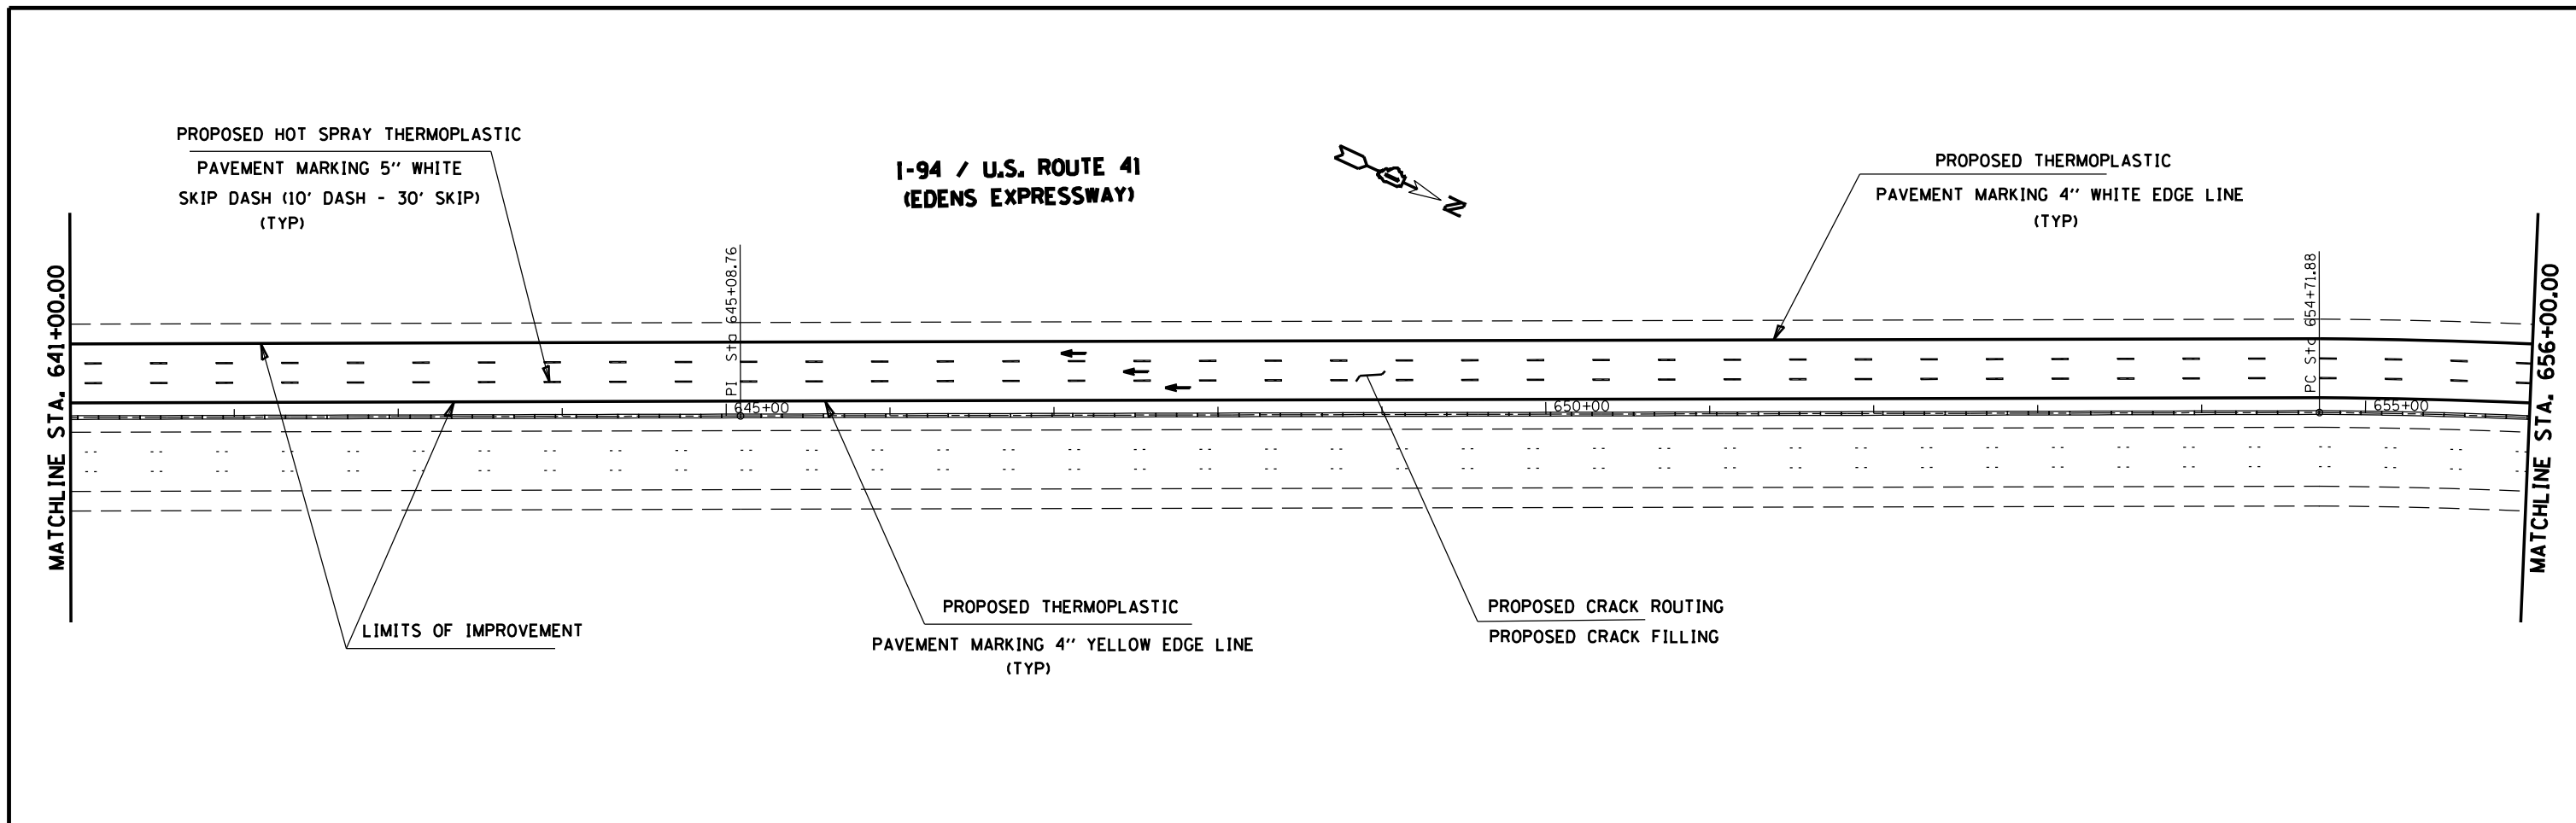 PROPOSED HOT SPRAY THERMOPLASTIC
PAVEMENT MARKING 5'' WHITE
SKIP DASH (10' DASH - 30' SKIP)
(TYP)
I-94 / U.S. ROUTE 41
(EDENS EXPRESSWAY)
N
PROPOSED THERMOPLASTIC
PAVEMENT MARKING 4'' WHITE EDGE LINE
(TYP)
MATCHLINE STA. 641+00.00
PI Sta 645+08.76
PC Sta 654+71.88
MATCHLINE STA. 656+00.00
645+00
650+00
655+00
LIMITS OF IMPROVEMENT
PROPOSED THERMOPLASTIC
PAVEMENT MARKING 4'' YELLOW EDGE LINE
(TYP)
PROPOSED CRACK ROUTING
PROPOSED CRACK FILLING